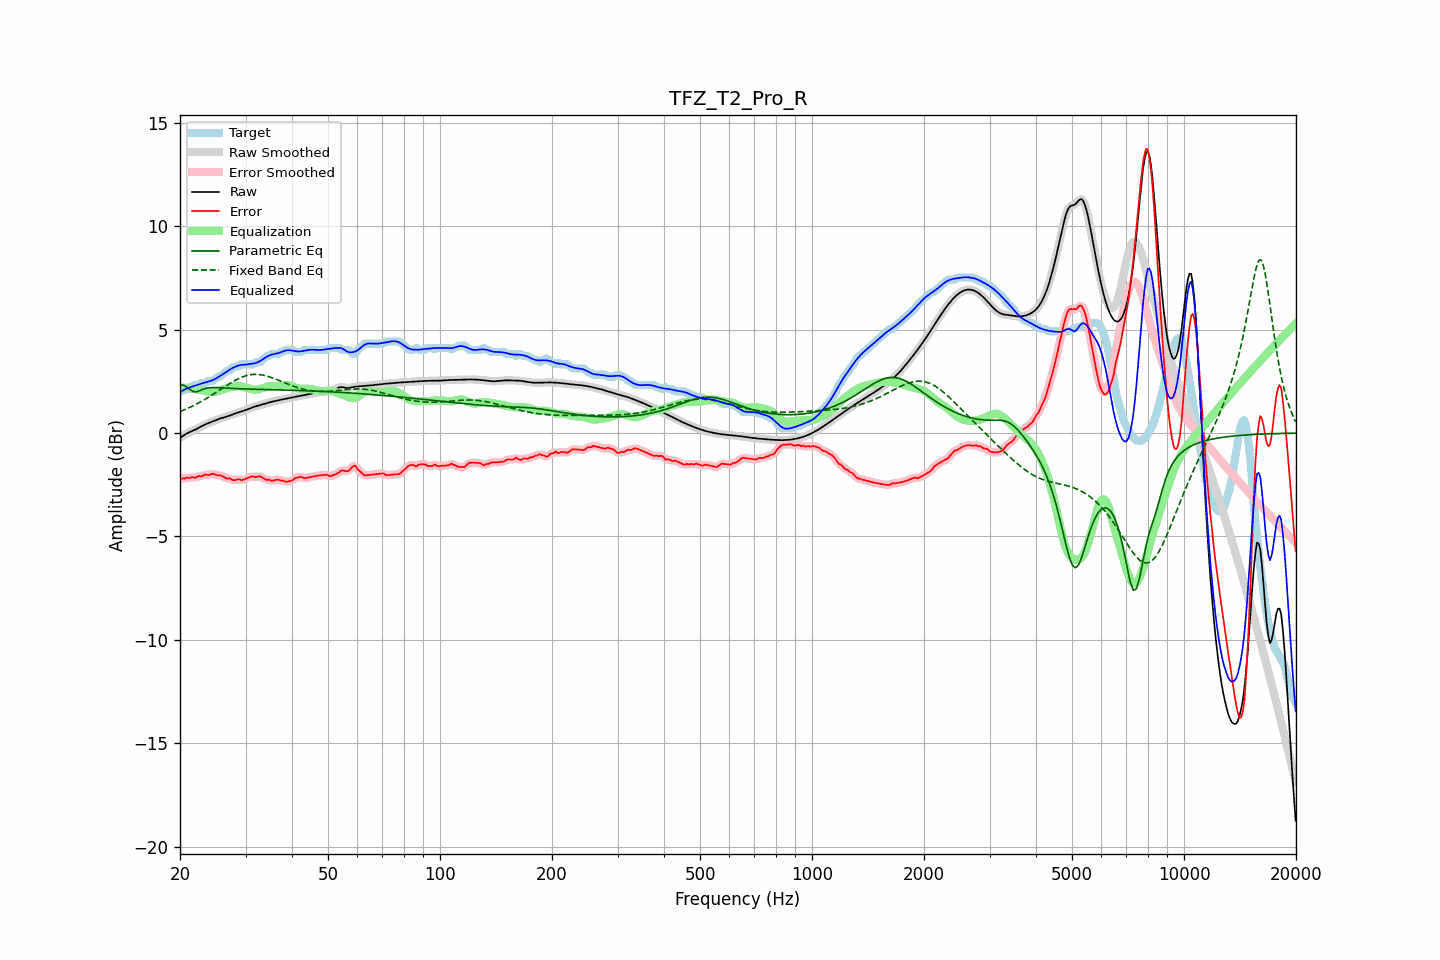 TFZ_T2_Pro_R
15
10
5
0
−5
−10
−15
−20
Amplitude (dBr)
Target
Raw Smoothed
Error Smoothed
Raw
Error
Equalization
Parametric Eq
Fixed Band Eq
Equalized
20 50 100 200 500 1000 2000 5000 10000 20000
Frequency (Hz)